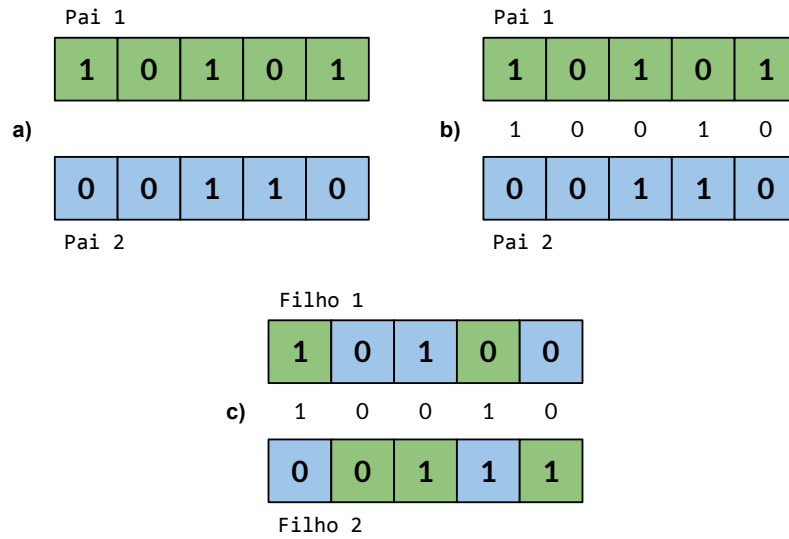 Pai 1
1 0 1 0 1
a)
0 0 1 1 0
Pai 2
Pai 1
1 0 1 0 1
b) 1 0 0 1 0
0 0 1 1 0
Pai 2
Filho 1
1 0 1 0 0
c) 1 0 0 1 0
0 0 1 1 1
Filho 2